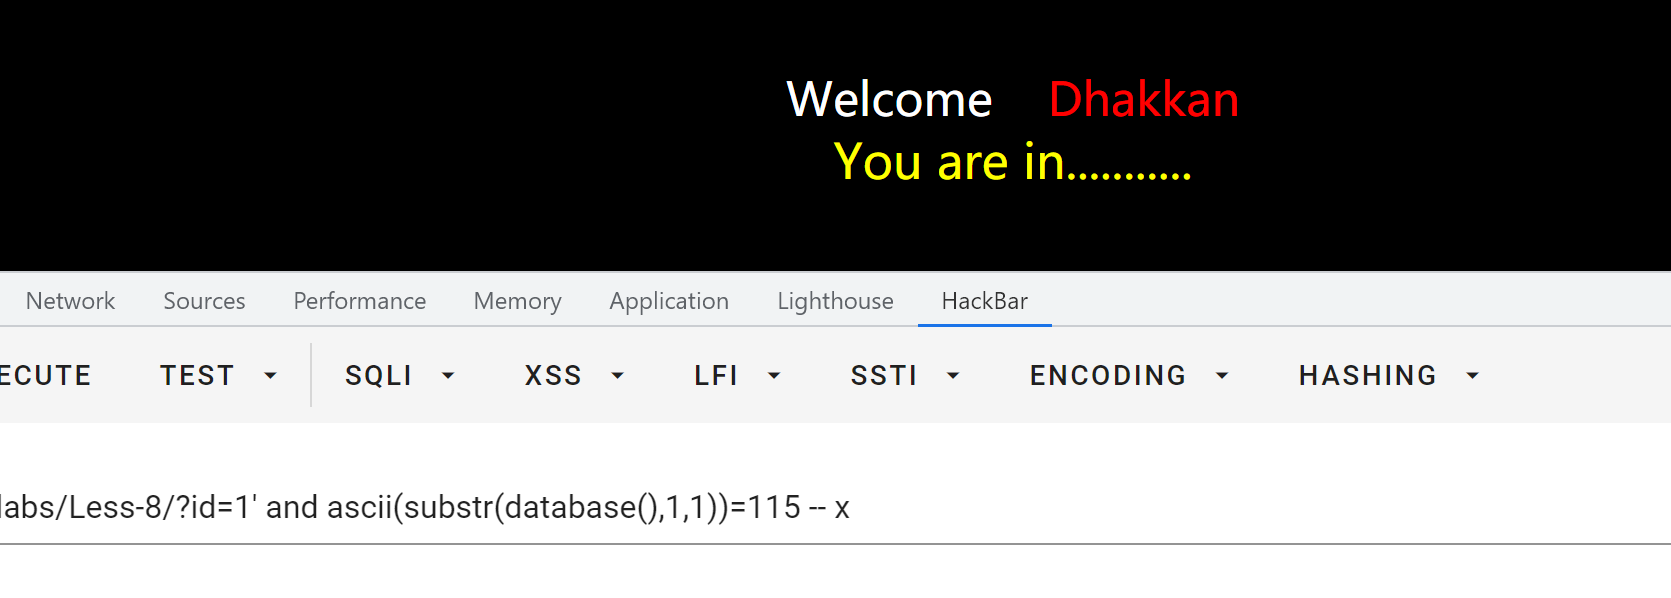 Welcome Dhakkan
You are in...........
Network Sources Performance Memory Application Lighthouse HackBar
ECUTE TEST SQLI XSS LFI SSTI ENCODING HASHING
labs/Less-8/?id=1' and ascii(substr(database(),1,1))=115 -- x